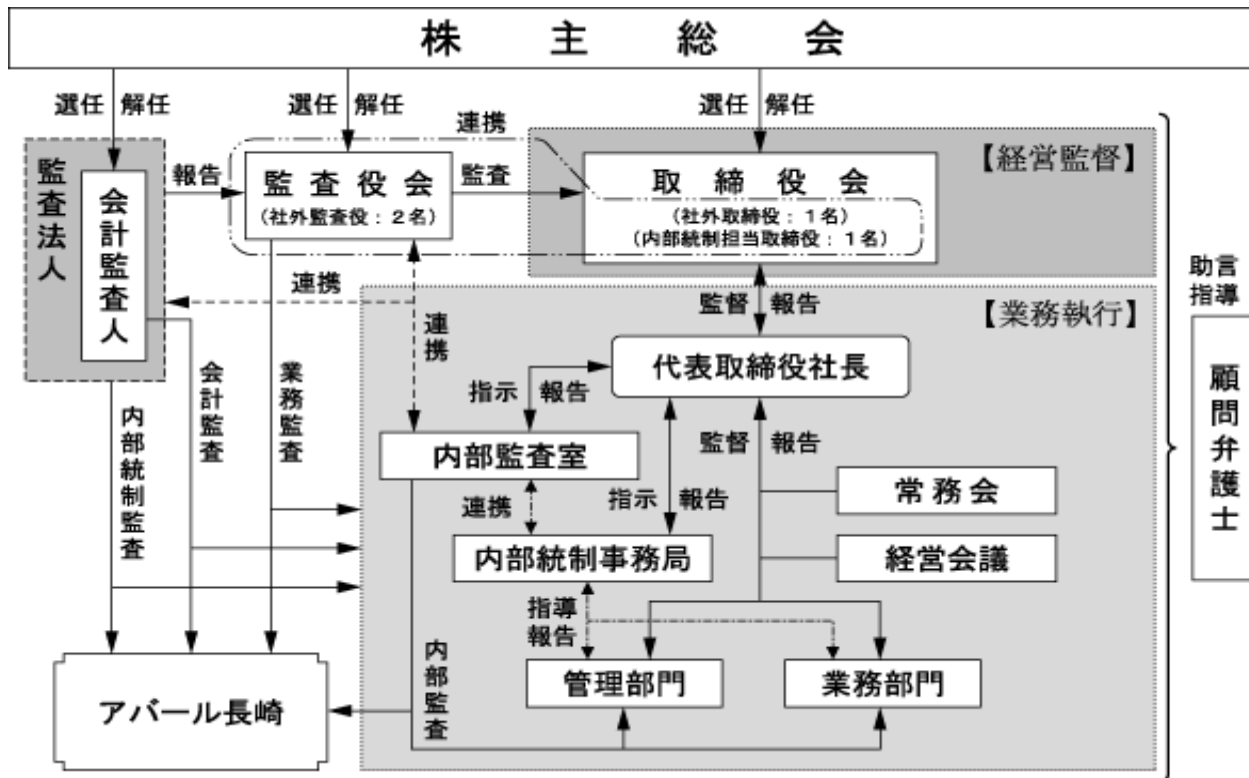 株主総会
選任 解任
選任 解任
選任 解任
連携
【経営監督】
監査法人
会計監査人
報告
監査役会
（社外監査役：２名）
監査
取締役会
（社外取締役：１名）
（内部統制担当取締役：１名）
助言
指導
連携
連携
監督 報告
【業務執行】
代表取締役社長
顧問弁護士
指示 報告
会計監査
業務監査
内部統制監査
内部監査室
監督 報告
常務会
連携
指示 報告
内部統制事務局
経営会議
指導
報告
内部監査
管理部門
業務部門
アバール長崎